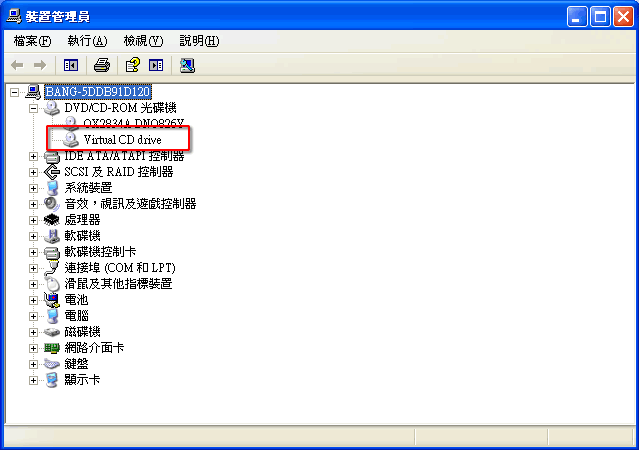 裝置管理員
檔案(F) 執行(A) 檢視(V) 說明(H)
BANG-5DDB91D120
DVD/CD-ROM 光碟機
OX2834A DNO826V
Virtual CD drive
IDE ATA/ATAPI 控制器
SCSI 及 RAID 控制器
系統裝置
音效，視訊及遊戲控制器
處理器
軟碟機
軟碟機控制卡
連接埠 (COM 和 LPT)
滑鼠及其他指標裝置
電池
電腦
磁碟機
網路介面卡
鍵盤
顯示卡